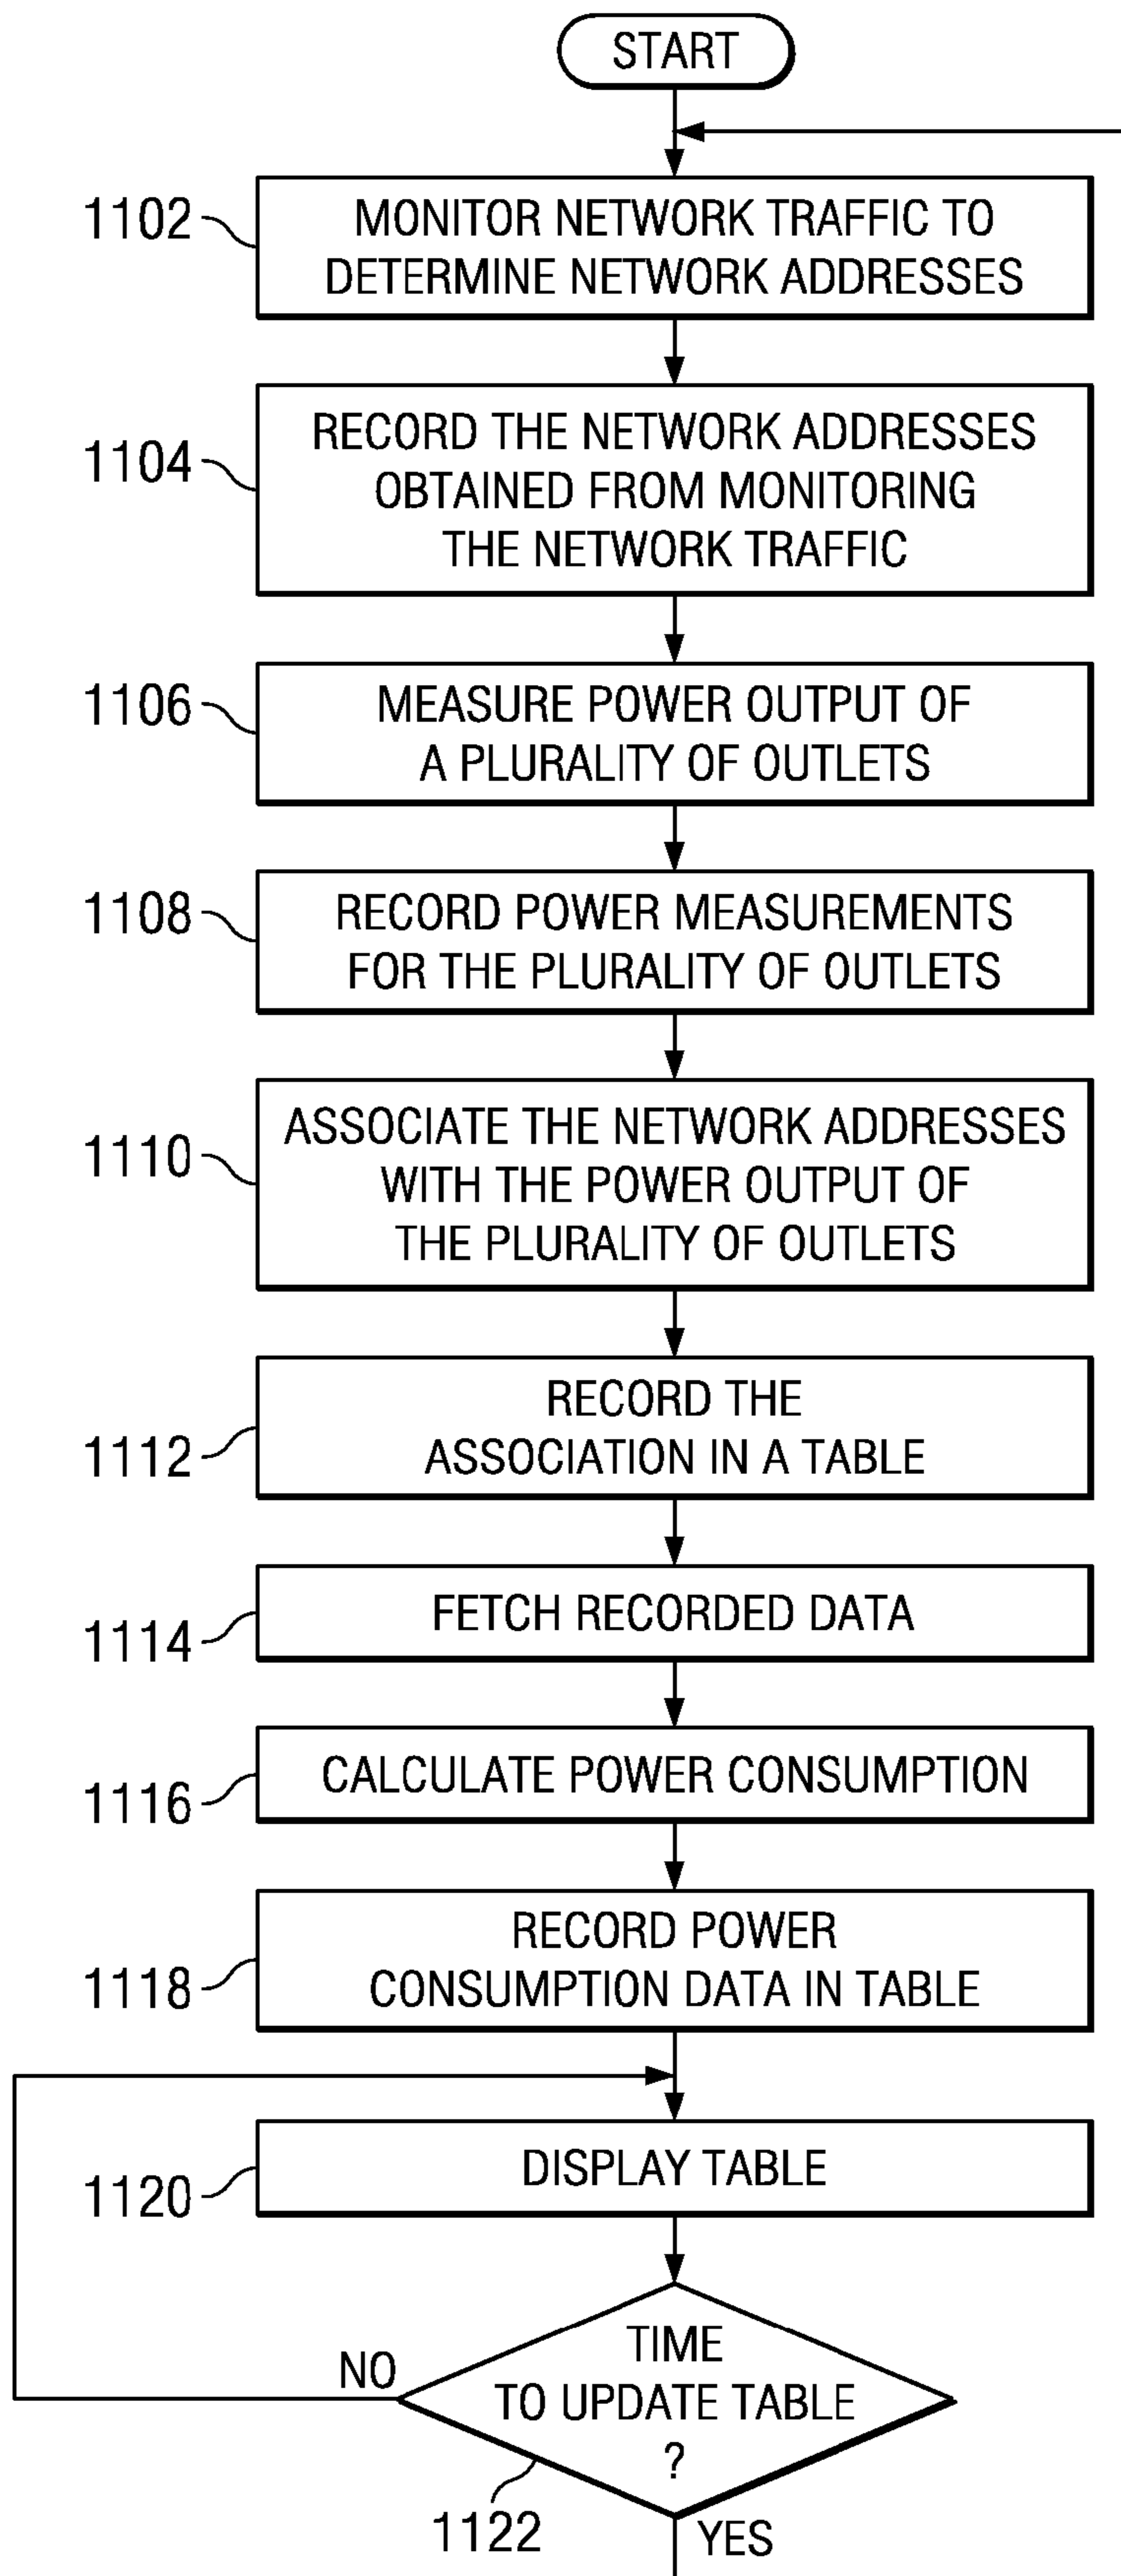 START
1102
MONITOR NETWORK TRAFFIC TO
DETERMINE NETWORK ADDRESSES
1104
RECORD THE NETWORK ADDRESSES
OBTAINED FROM MONITORING
THE NETWORK TRAFFIC
1106
MEASURE POWER OUTPUT OF
A PLURALITY OF OUTLETS
1108
RECORD POWER MEASUREMENTS
FOR THE PLURALITY OF OUTLETS
1110
ASSOCIATE THE NETWORK ADDRESSES
WITH THE POWER OUTPUT OF
THE PLURALITY OF OUTLETS
1112
RECORD THE
ASSOCIATION IN A TABLE
1114
FETCH RECORDED DATA
1116
CALCULATE POWER CONSUMPTION
1118
RECORD POWER
CONSUMPTION DATA IN TABLE
1120
DISPLAY TABLE
NO
TIME
TO UPDATE TABLE
?
1122
YES